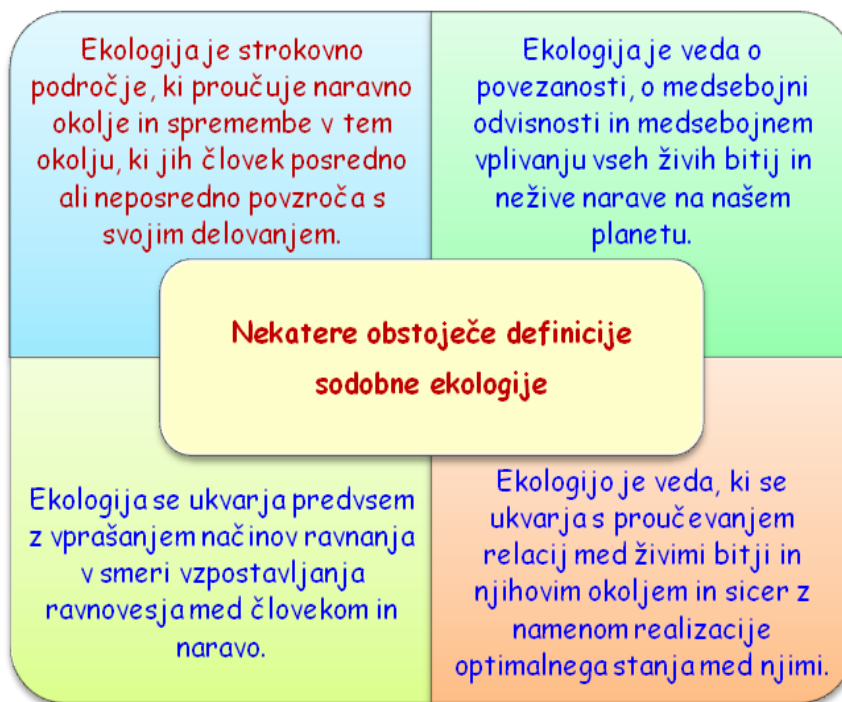 Ekologija je strokovno
področje, ki proučuje naravno
okolje in spremembe v tem
okolju, ki jih človek posredno
ali neposredno povzroča s
svojim delovanjem.
Ekologija je veda o
povezanosti, o medsebojni
odvisnosti in medsebojnem
vplivanju vseh živih bitij in
nežive narave na našem
planetu.
Nekatere obstoječe definicije
sodobne ekologije
Ekologija se ukvarja predvsem
z vprašanjem načinov ravnanja
v smeri vzpostavljanja
ravnovesja med človekom in
naravo.
Ekologijo je veda, ki se
ukvarja s proučevanjem
relacij med živimi bitji in
njihovim okoljem in sicer z
namenom realizacije
optimalnega stanja med njimi.